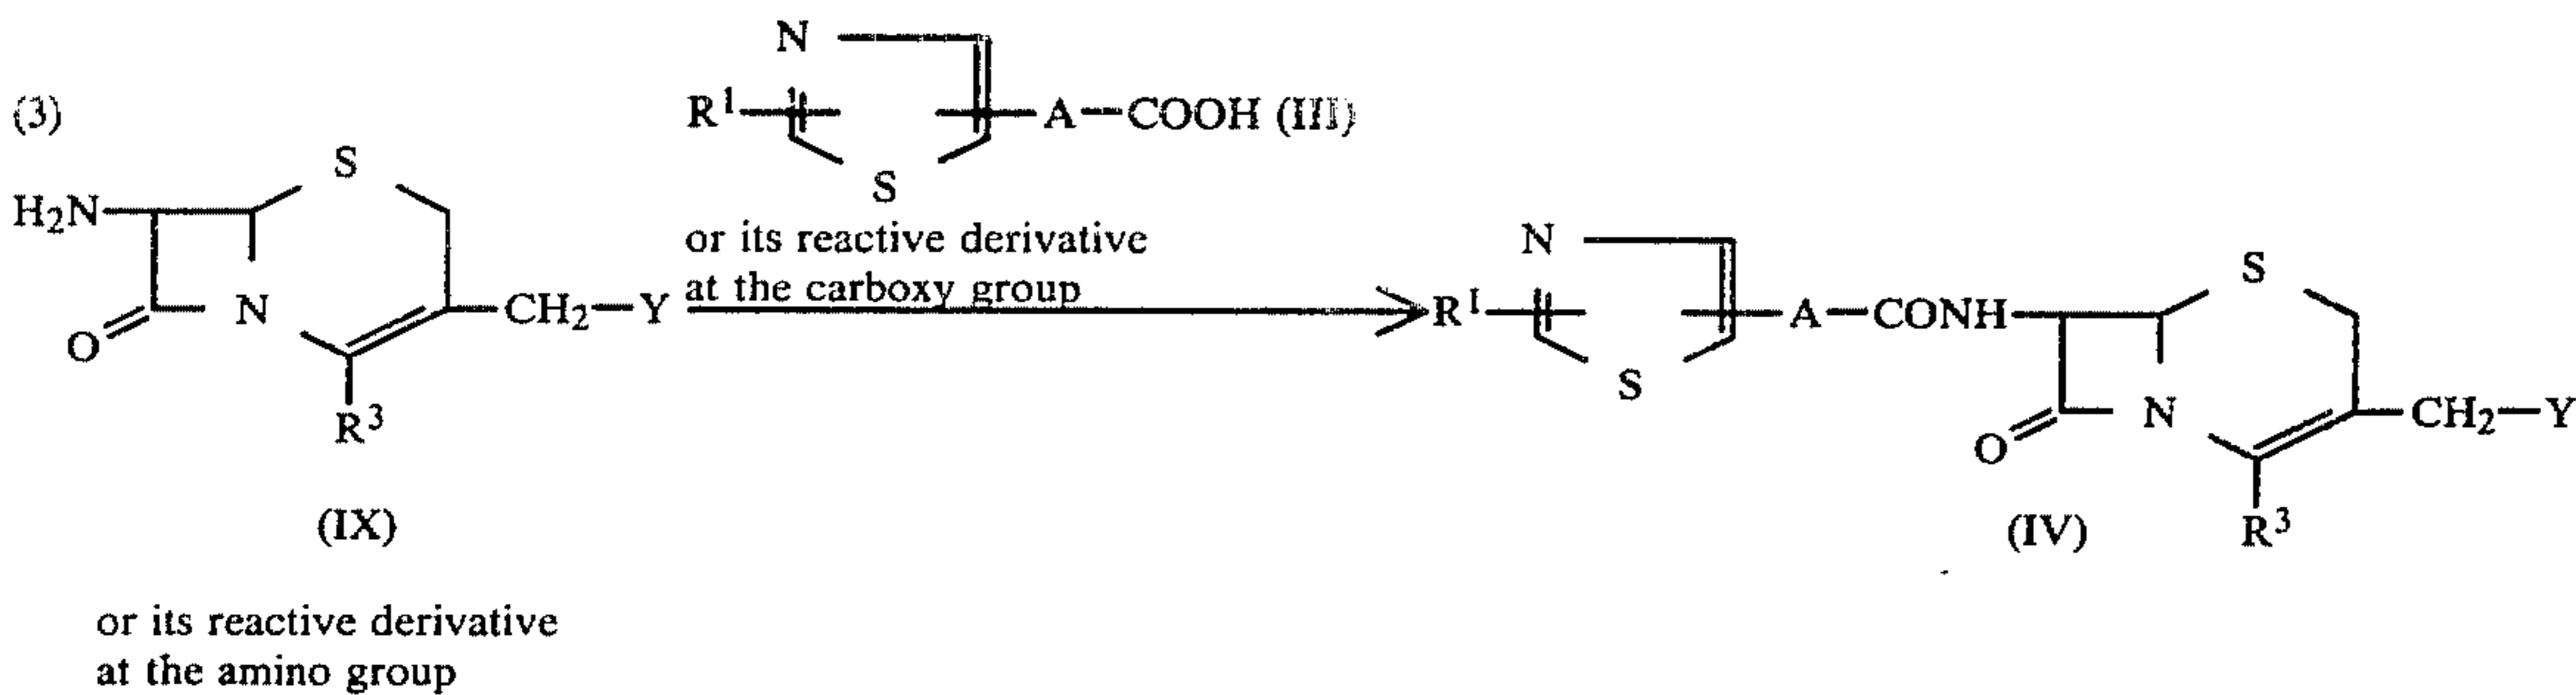 (3)
H₂N
S
O
N
CH₂—Y
R³
(IX)
or its reactive derivative
at the amino group
N
R¹
S
A—COOH (III)
or its reactive derivative
at the carboxy group
N
R¹
S
A—CONH
S
O
N
CH₂—Y
R³
(IV)